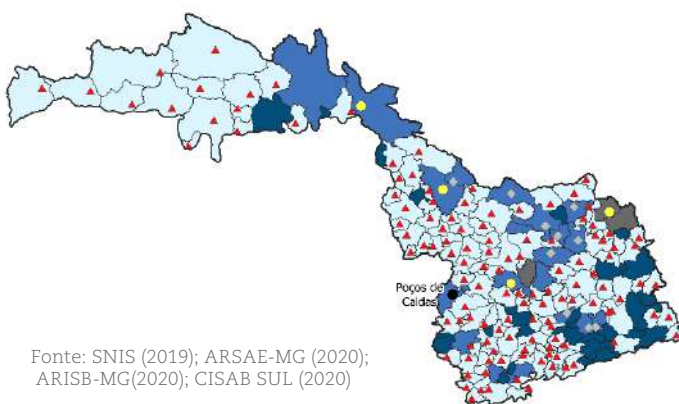 Poços de
Caldas
Fonte: SNIS (2019); ARSAE-MG (2020);
ARISB-MG(2020); CISAB SUL (2020)